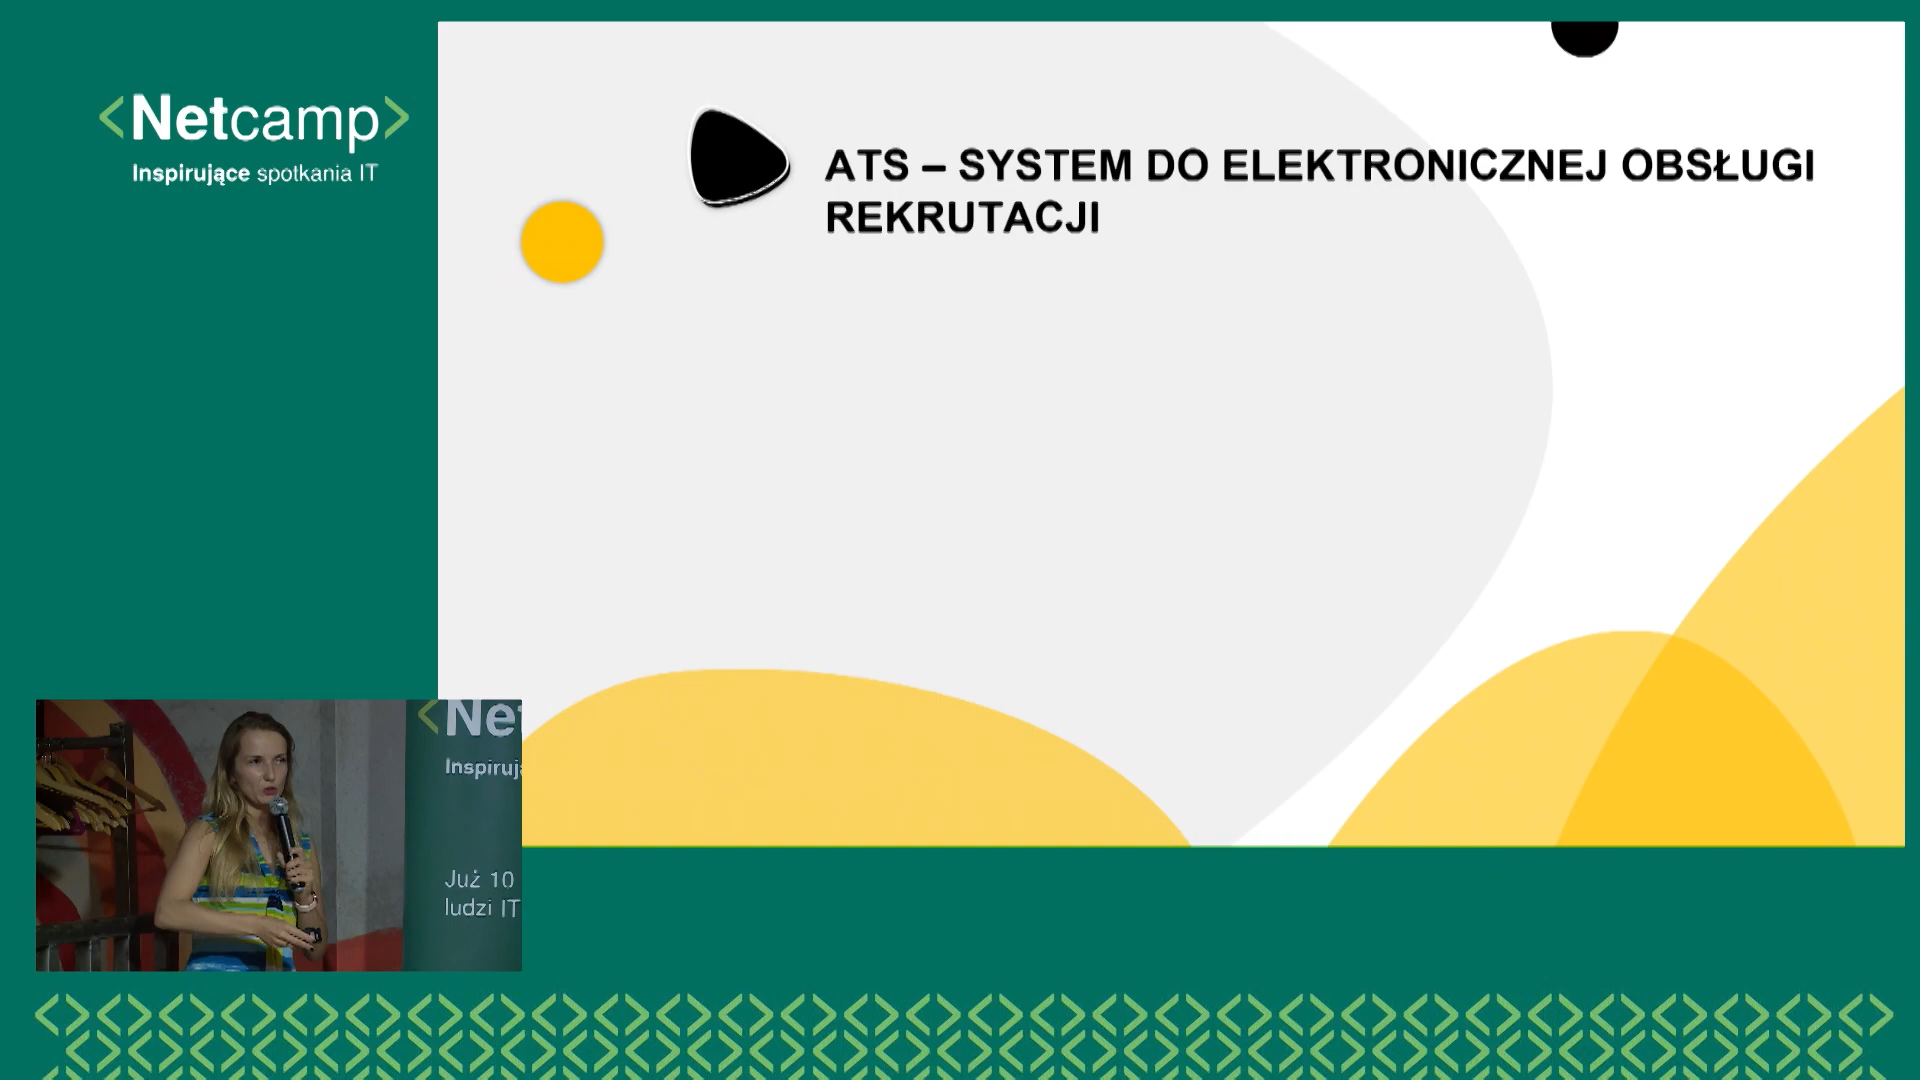 <Netcamp>
Inspirujące spotkania IT
ATS – SYSTEM DO ELEKTRONICZNEJ OBSŁUGI
REKRUTACJI
<Ne
Inspiruj
Już 10
ludzi IT